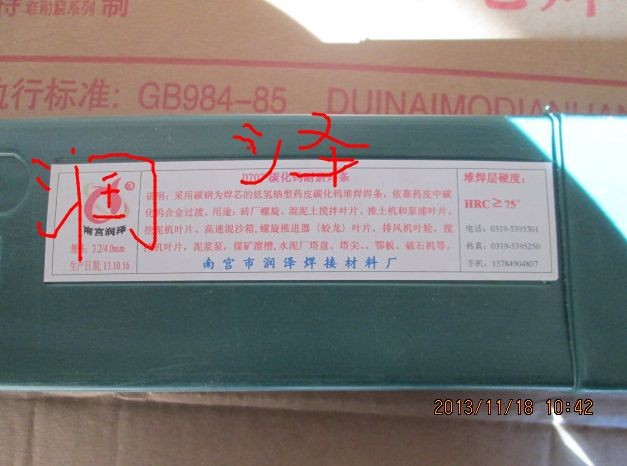 特 非耐磨系列 制
执行标准: GB984-85 DUINAIMODIANHAN
润泽
D707碳化钨耐磨焊条
说明：采用碳钢为焊芯的低氢钠型药皮碳化钨堆焊焊条，依靠药皮中碳
化钨合金过渡。用途：砖厂螺旋、混泥土搅拌叶片、推土机和泵浦叶片、
挖泥机叶片、高速混沙箱、螺旋推进器（蛟龙）叶片、排风机叶轮、搅
叶片、泥浆泵、煤矿溜槽、水泥厂塔盘、塔尖、鄂板、破石机等。
南宫市润泽焊接材料厂
南宫润泽
规格: 3.2/4.0mm
生产日期: 13.10.16
堆焊层硬度:
HRC≥75°
电话: 0319-5395301
传真: 0319-5395250
手机: 13784904807
2013/11/18 10:42